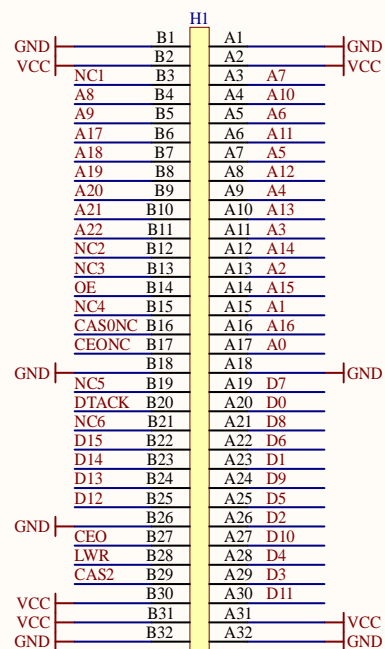 H1
GND B1 A1 GND
VCC B2 A2 VCC
NC1 B3 A3 A7
A8 B4 A4 A10
A9 B5 A5 A6
A17 B6 A6 A11
A18 B7 A7 A5
A19 B8 A8 A12
A20 B9 A9 A4
A21 B10 A10 A13
A22 B11 A11 A3
NC2 B12 A12 A14
NC3 B13 A13 A2
OE B14 A14 A15
NC4 B15 A15 A1
CAS0NC B16 A16 A16
CEONC B17 A17 A0
GND B18 A18 GND
NC5 B19 A19 D7
DTACK B20 A20 D0
NC6 B21 A21 D8
D15 B22 A22 D6
D14 B23 A23 D1
D13 B24 A24 D9
D12 B25 A25 D5
GND B26 A26 D2
CEO B27 A27 D10
LWR B28 A28 D4
CAS2 B29 A29 D3
VCC B30 A30 D11
VCC B31 A31 VCC
GND B32 A32 GND